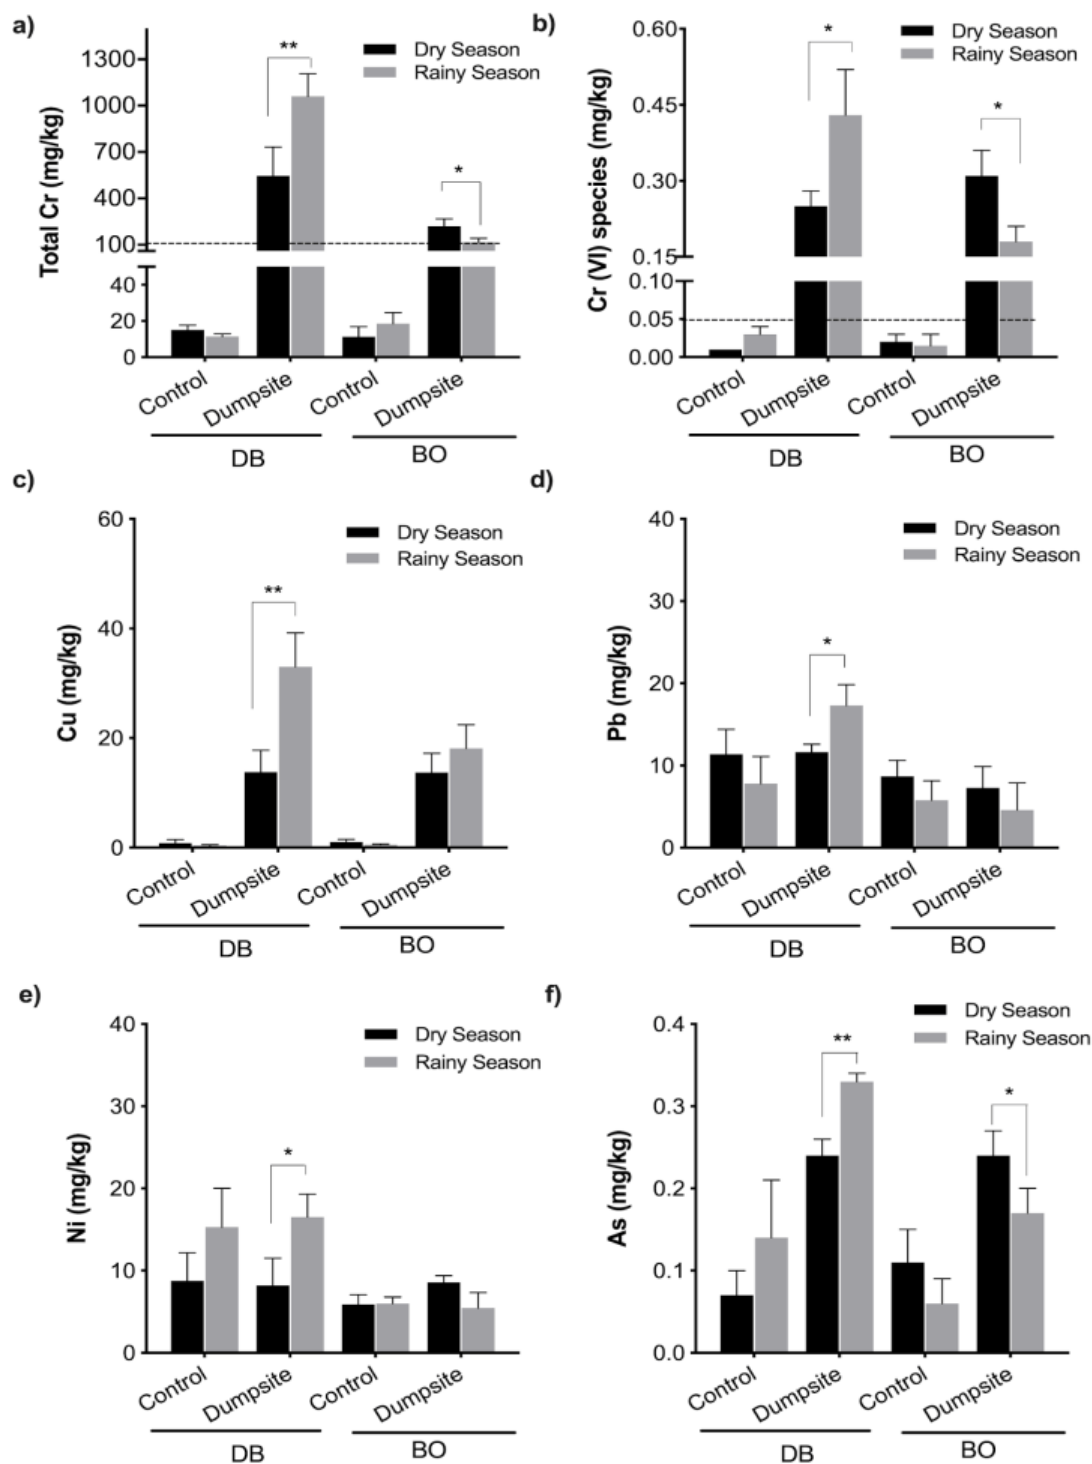 a)
Total Cr (mg/kg)
1300
1000
700
400
100
40
20
0
**
*
Dry Season
Rainy Season
Control
Dumpsite
Control
Dumpsite
DB
BO
b)
Cr (VI) species (mg/kg)
0.60
0.45
0.30
0.15
0.10
0.05
0.00
*
*
Dry Season
Rainy Season
Control
Dumpsite
Control
Dumpsite
DB
BO
c)
Cu (mg/kg)
60
40
20
0
**
Dry Season
Rainy Season
Control
Dumpsite
Control
Dumpsite
DB
BO
d)
Pb (mg/kg)
40
30
20
10
0
*
Dry Season
Rainy Season
Control
Dumpsite
Control
Dumpsite
DB
BO
e)
Ni (mg/kg)
40
30
20
10
0
*
Dry Season
Rainy Season
Control
Dumpsite
Control
Dumpsite
DB
BO
f)
As (mg/kg)
0.4
0.3
0.2
0.1
0.0
**
*
Dry Season
Rainy Season
Control
Dumpsite
Control
Dumpsite
DB
BO